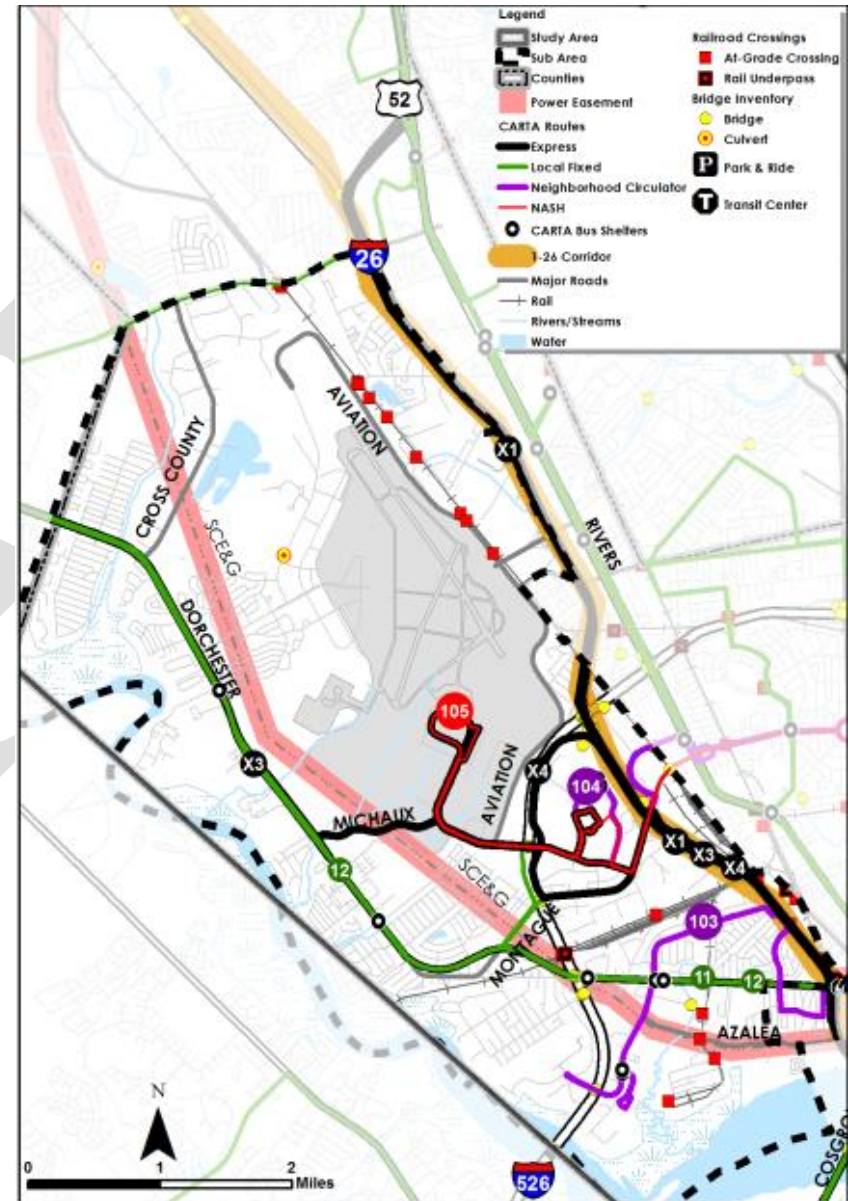 Legend
Study Area
Sub Area
Counties
Power Easement
CARTA Routes
Express
Local Fixed
Neighborhood Circulator
NASH
CARTA Bus Shelters
I-26 Corridor
Major Roads
Rail
Rivers/Streams
Water
Railroad Crossings
At-Grade Crossing
Rail Underpass
Bridge Inventory
Bridge
Culvert
P Park & Ride
T Transit Center
52
26
AVIATION
X1
CROSS COUNTY
RIVERS
SCE&G
DORCHESTER
105
X3
X4
AVIATION
104
MICHAUX
X1
X3
X4
12
SCE&G
MONTAGUE
103
11
12
AZALEA
N
0 1 2
Miles
526
COSGRO